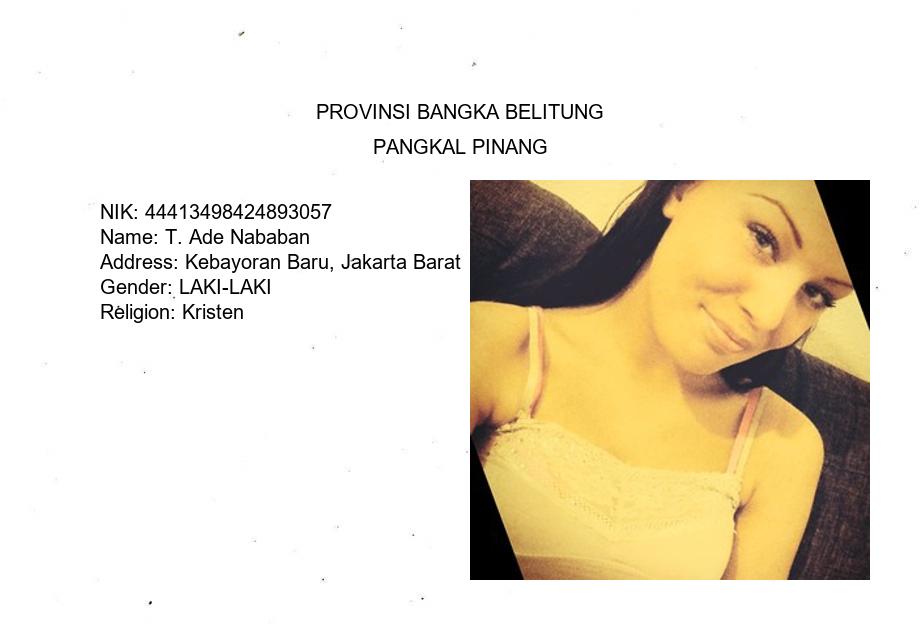 PROVINSI BANGKA BELITUNG
PANGKAL PINANG
NIK: 44413498424893057
Name: T. Ade Nababan
Address: Kebayoran Baru, Jakarta Barat
Gender: LAKI-LAKI
Religion: Kristen